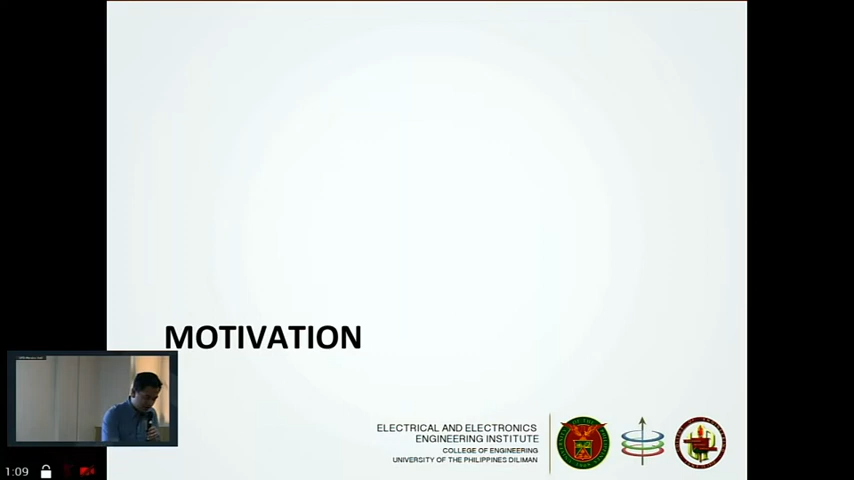 MOTIVATION
ELECTRICAL AND ELECTRONICS
ENGINEERING INSTITUTE
COLLEGE OF ENGINEERING
UNIVERSITY OF THE PHILIPPINES DILIMAN
1:09